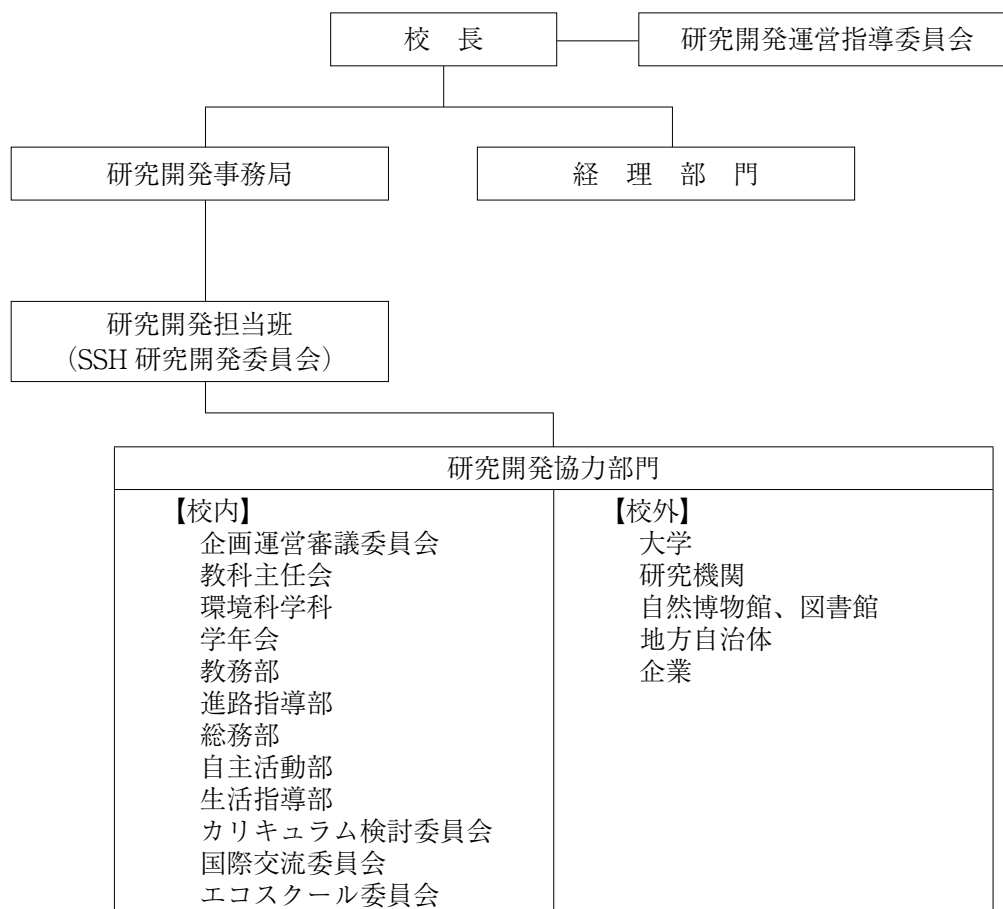 校　長
研究開発運営指導委員会
研究開発事務局
経　理　部　門
研究開発担当班
（SSH 研究開発委員会）
研究開発協力部門
【校内】
企画運営審議委員会
教科主任会
環境科学科
学年会
教務部
進路指導部
総務部
自主活動部
生活指導部
カリキュラム検討委員会
国際交流委員会
エコスクール委員会
【校外】
大学
研究機関
自然博物館、図書館
地方自治体
企業